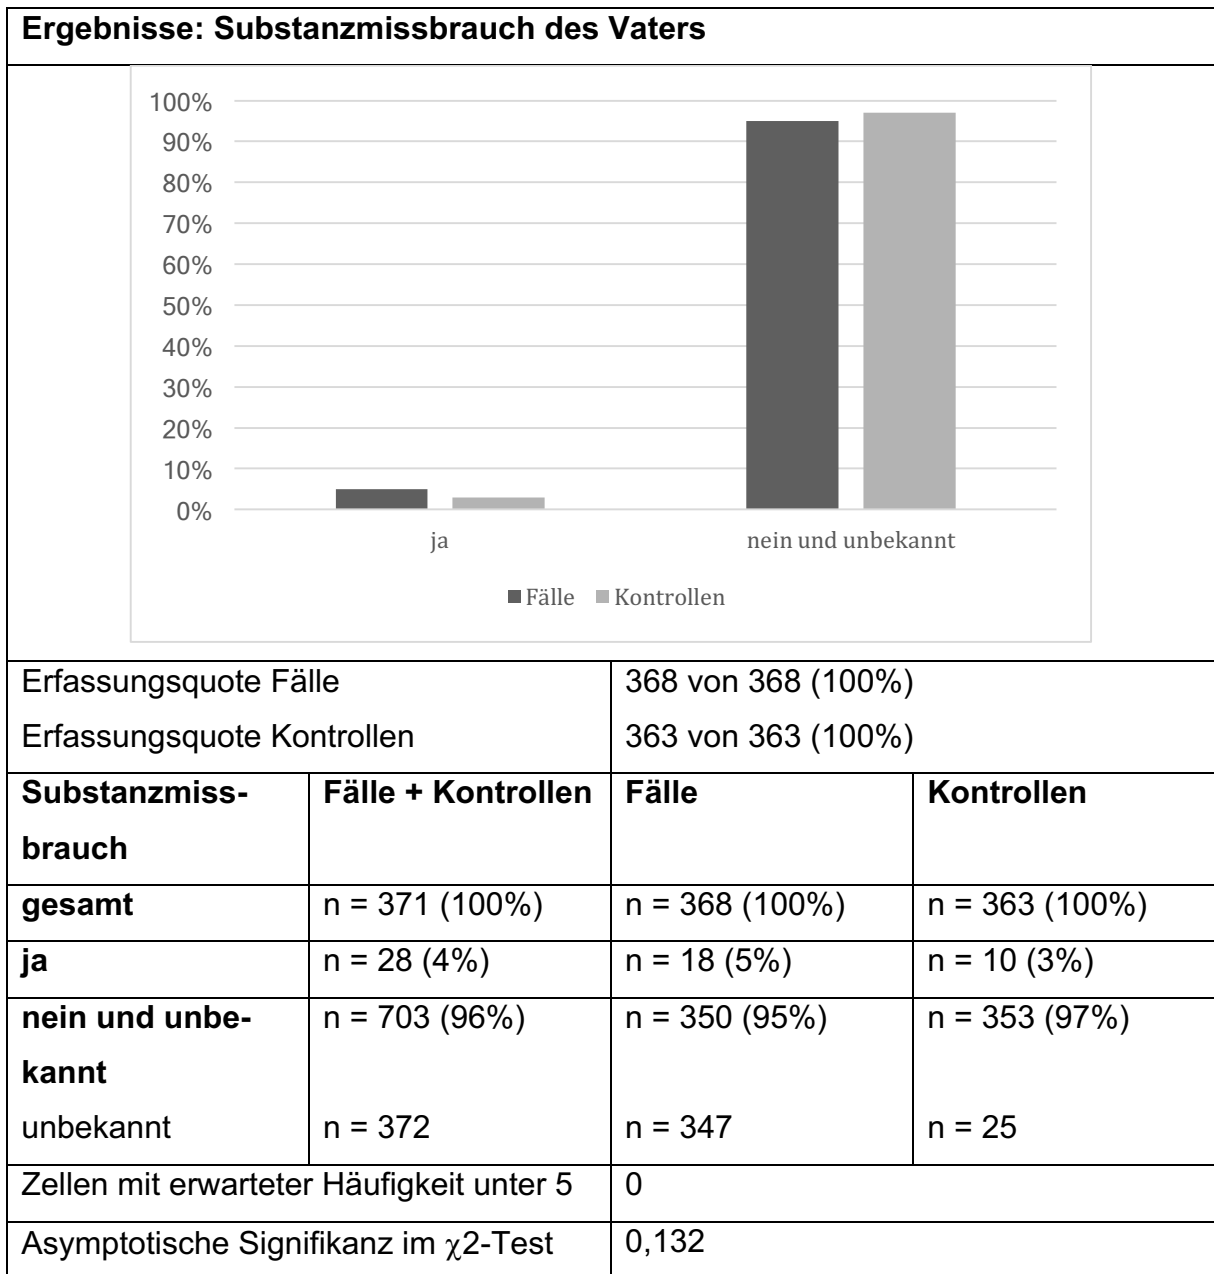 Ergebnisse: Substanzmissbrauch des Vaters
100%
90%
80%
70%
60%
50%
40%
30%
20%
10%
0%
ja nein und unbekannt
Fälle Kontrollen
Erfassungsquote Fälle 368 von 368 (100%)
Erfassungsquote Kontrollen 363 von 363 (100%)
Substanzmiss- Fälle + Kontrollen Fälle Kontrollen
brauch
gesamt n = 371 (100%) n = 368 (100%) n = 363 (100%)
ja n = 28 (4%) n = 18 (5%) n = 10 (3%)
nein und unbe- n = 703 (96%) n = 350 (95%) n = 353 (97%)
kannt
unbekannt n = 372 n = 347 n = 25
Zellen mit erwarteter Häufigkeit unter 5 0
Asymptotische Signifikanz im χ2-Test 0,132